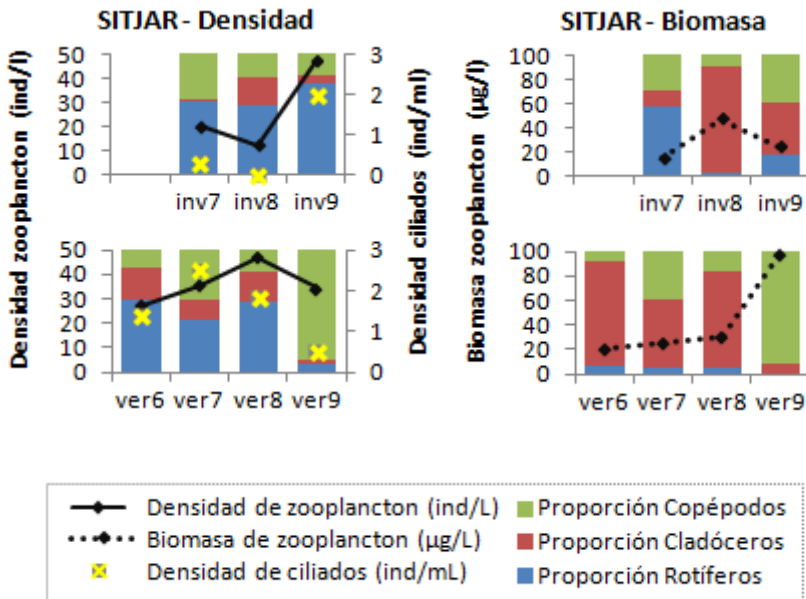 SITJAR - Densidad
SITJAR - Biomasa
Densidad zooplancton (ind/l)
50
40
30
20
10
0
3
2
1
0
inv7 inv8 inv9
50
40
30
20
10
0
3
2
1
0
ver6 ver7 ver8 ver9
Densidad ciliados (ind/ml)
Biomasa zooplancton (µg/l)
100
80
60
40
20
0
inv7 inv8 inv9
100
80
60
40
20
0
ver6 ver7 ver8 ver9
Densidad de zooplancton (ind/L)
Biomasa de zooplancton (µg/L)
Densidad de ciliados (ind/mL)
Proporción Copépodos
Proporción Cladóceros
Proporción Rotíferos